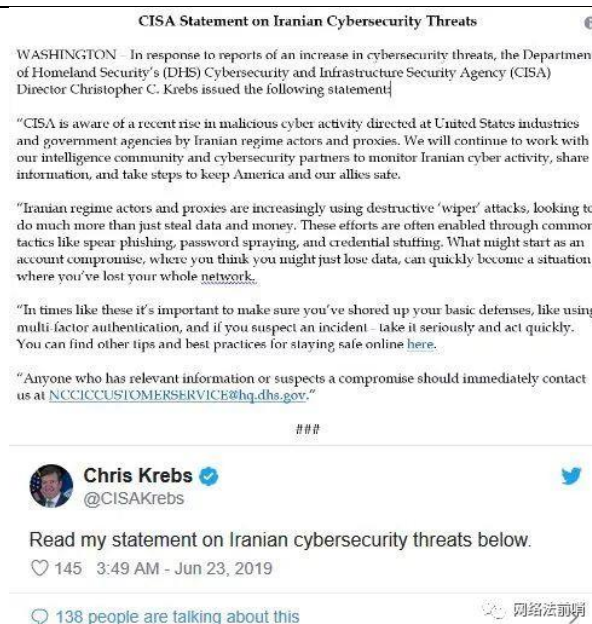 CISA Statement on Iranian Cybersecurity Threats
WASHINGTON – In response to reports of an increase in cybersecurity threats, the Departmen
of Homeland Security's (DHS) Cybersecurity and Infrastructure Security Agency (CISA)
Director Christopher C. Krebs issued the following statement:
"CISA is aware of a recent rise in malicious cyber activity directed at United States industries
and government agencies by Iranian regime actors and proxies. We will continue to work with
our intelligence community and cybersecurity partners to monitor Iranian cyber activity, share
information, and take steps to keep America and our allies safe.
"Iranian regime actors and proxies are increasingly using destructive 'wiper' attacks, looking to
do much more than just steal data and money. These efforts are often enabled through common
tactics like spear phishing, password spraying, and credential stuffing. What might start as an
account compromise, where you think you might just lose data, can quickly become a situation
where you've lost your whole network.
"In times like these it's important to make sure you've shored up your basic defenses, like using
multi-factor authentication, and if you suspect an incident - take it seriously and act quickly.
You can find other tips and best practices for staying safe online here.
"Anyone who has relevant information or suspects a compromise should immediately contact
us at NCCICCUSTOMERSERVICE@hq.dhs.gov."
###
Chris Krebs
@CISAKrebs
Read my statement on Iranian cybersecurity threats below.
145 3:49 AM - Jun 23, 2019
138 people are talking about this
网络法前哨